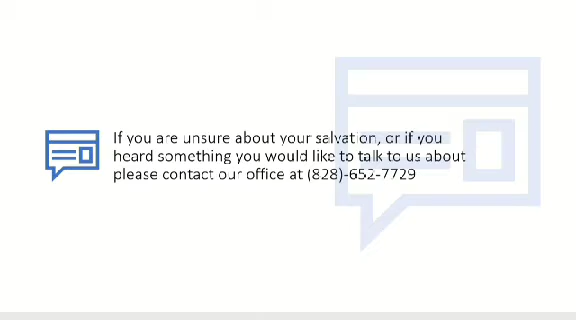 If you are unsure about your salvation, or if you
heard something you would like to talk to us about
please contact our office at (828)-652-7729